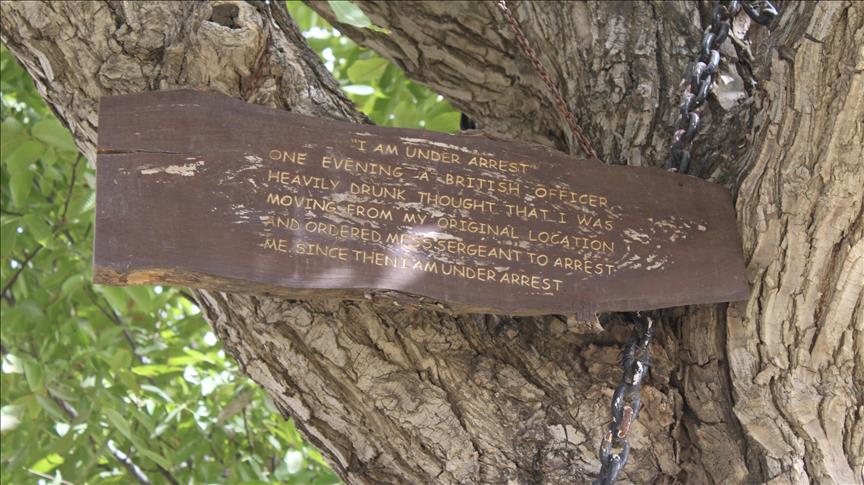 "I AM UNDER ARREST"
ONE EVENING A BRITISH OFFICER
HEAVILY DRUNK THOUGHT THAT I WAS
MOVING FROM MY ORIGINAL LOCATION
AND ORDERED MESS SERGEANT TO ARREST
ME. SINCE THEN I AM UNDER ARREST